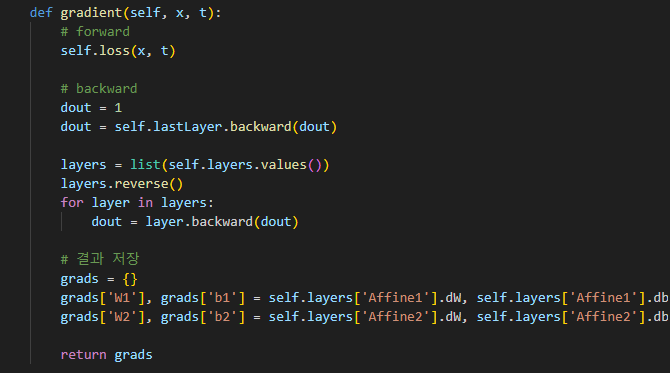 def gradient(self, x, t):
# forward
self.loss(x, t)
# backward
dout = 1
dout = self.lastLayer.backward(dout)
layers = list(self.layers.values())
layers.reverse()
for layer in layers:
dout = layer.backward(dout)
# 결과 저장
grads = {}
grads['W1'], grads['b1'] = self.layers['Affine1'].dW, self.layers['Affine1'].db
grads['W2'], grads['b2'] = self.layers['Affine2'].dW, self.layers['Affine2'].db
return grads